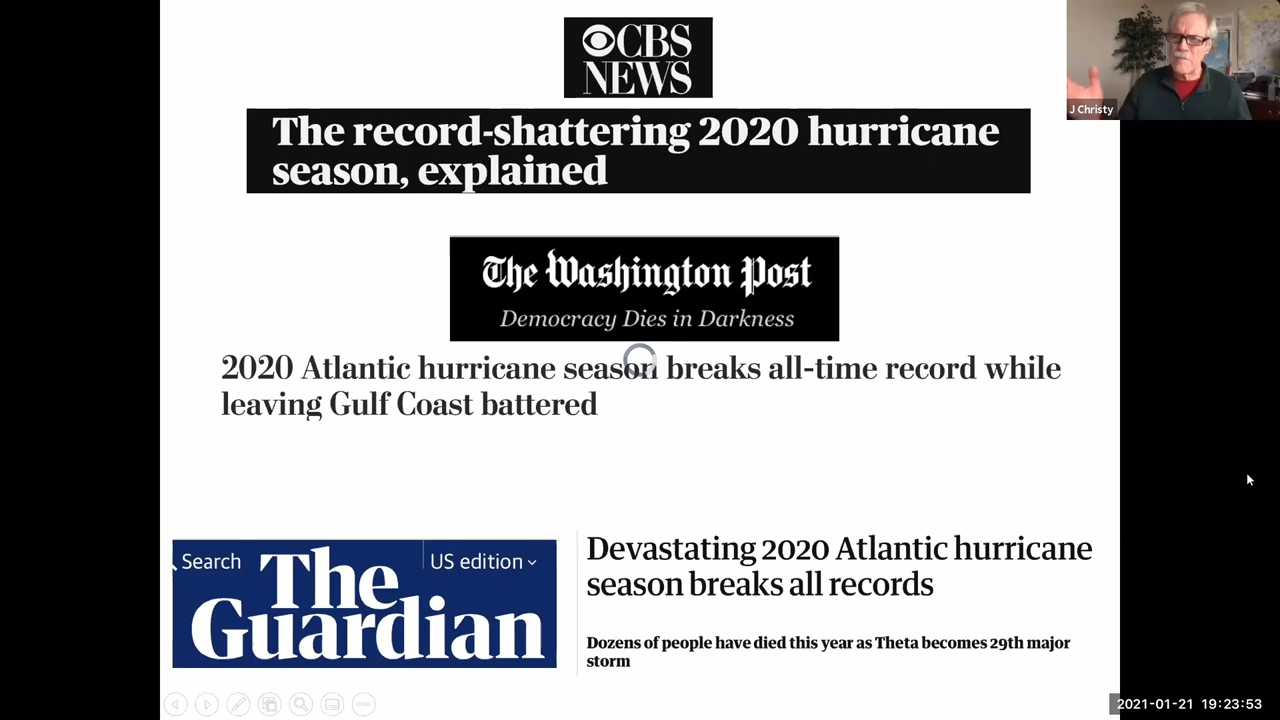 CBS
NEWS
J Christy
The record-shattering 2020 hurricane
season, explained
The Washington Post
Democracy Dies in Darkness
2020 Atlantic hurricane season breaks all-time record while
leaving Gulf Coast battered
Search
US edition
The
Guardian
Devastating 2020 Atlantic hurricane
season breaks all records
Dozens of people have died this year as Theta becomes 29th major
storm
2021-01-21 19:23:53